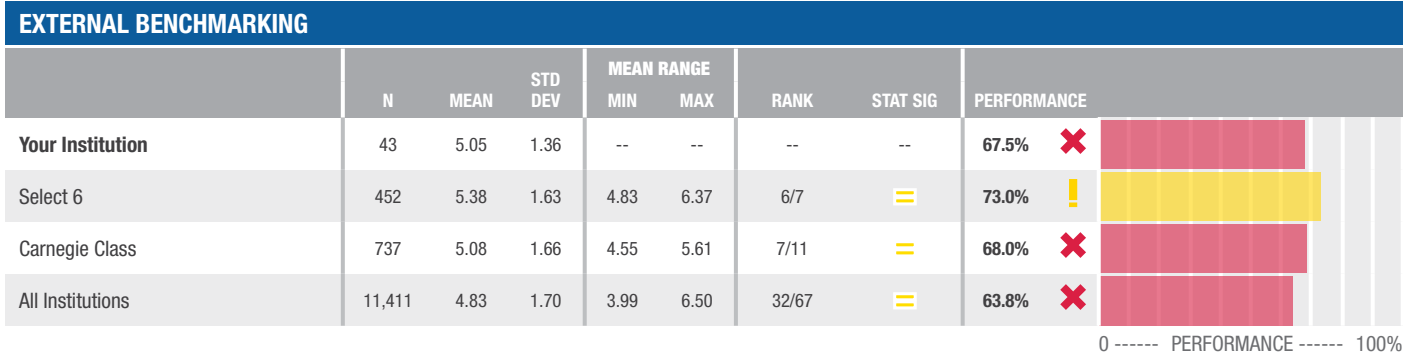 EXTERNAL BENCHMARKING
N MEAN STD DEV MEAN RANGE MIN MAX RANK STAT SIG PERFORMANCE
Your Institution 43 5.05 1.36 -- -- -- -- 67.5%
Select 6 452 5.38 1.63 4.83 6.37 6/7 = 73.0% !
Carnegie Class 737 5.08 1.66 4.55 5.61 7/11 = 68.0%
All Institutions 11,411 4.83 1.70 3.99 6.50 32/67 = 63.8%
0 ------ PERFORMANCE ------ 100%